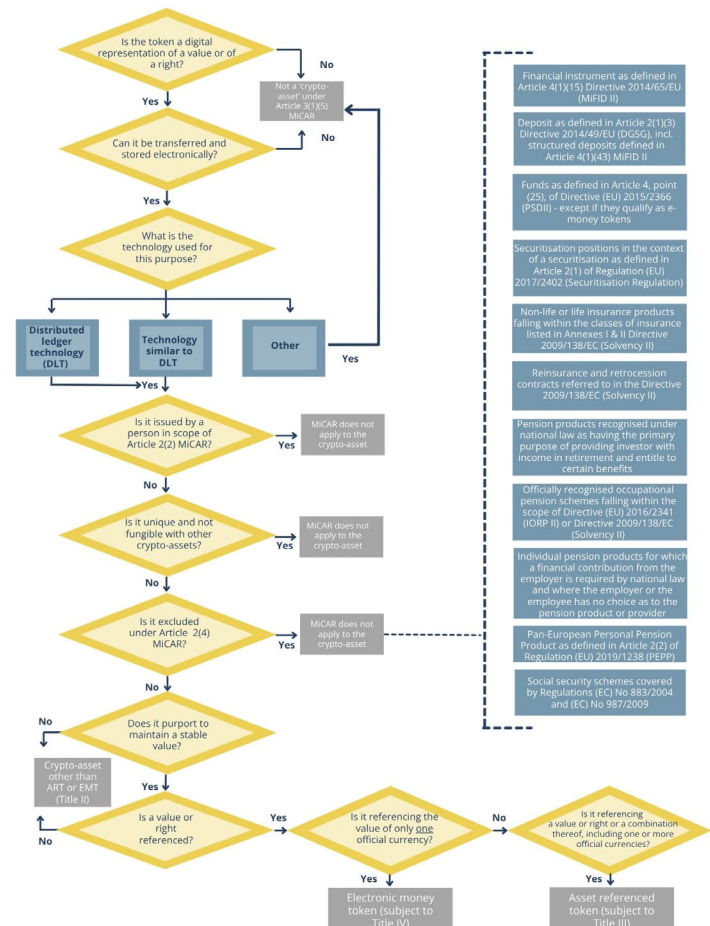 Is the token a digital
representation of a value or of
a right?
No
Yes
Not a 'crypto-
asset' under
Article 3(1)(5)
MiCAR
Can it be transferred and
stored electronically?
No
Yes
What is the
technology used for
this purpose?
Distributed
ledger
technology
(DLT)
Technology
similar to
DLT
Other
Yes
Yes
Is it issued by a
person in scope of
Article 2(2) MiCAR?
Yes
MiCAR does not
apply to the
crypto-asset
No
Is it unique and not
fungible with other
crypto-assets?
Yes
MiCAR does not
apply to the
crypto-asset
No
Is it excluded
under Article 2(4)
MiCAR?
Yes
MiCAR does not
apply to the
crypto-asset
No
Does it purport to
maintain a stable
value?
No
Crypto-asset
other than
ART or EMT
(Title II)
Yes
Is a value or
right
referenced?
No
Yes
Is it referencing the
value of only one
official currency?
No
Yes
Electronic money
token (subject to
Title IV)
Is it referencing
a value or right or a combination
thereof, including one or more
official currencies?
Yes
Asset referenced
token (subject to
Title III)
Financial instrument as defined in
Article 4(1)(15) Directive 2014/65/EU
(MiFID II)
Deposit as defined in Article 2(1)(3)
Directive 2014/49/EU (DGSG), incl.
structured deposits defined in
Article 4(1)(43) MiFID II
Funds as defined in Article 4, point
(25), of Directive (EU) 2015/2366
(PSDII) - except if they qualify as e-
money tokens
Securitisation positions in the context
of a securitisation as defined in
Article 2(1) of Regulation (EU)
2017/2402 (Securitisation Regulation)
Non-life or life insurance products
falling within the classes of insurance
listed in Annexes I & II Directive
2009/138/EC (Solvency II)
Reinsurance and retrocession
contracts referred to in the Directive
2009/138/EC (Solvency II)
Pension products recognised under
national law as having the primary
purpose of providing investor with
income in retirement and entitle to
certain benefits
Officially recognised occupational
pension schemes falling within the
scope of Directive (EU) 2016/2341
(IORP II) or Directive 2009/138/EC
(Solvency II)
Individual pension products for which
a financial contribution from the
employer is required by national law
and where the employer or the
employee has no choice as to the
pension product or provider
Pan-European Personal Pension
Product as defined in Article 2(2) of
Regulation (EU) 2019/1238 (PEPP)
Social security schemes covered
by Regulations (EC) No 883/2004
and (EC) No 987/2009